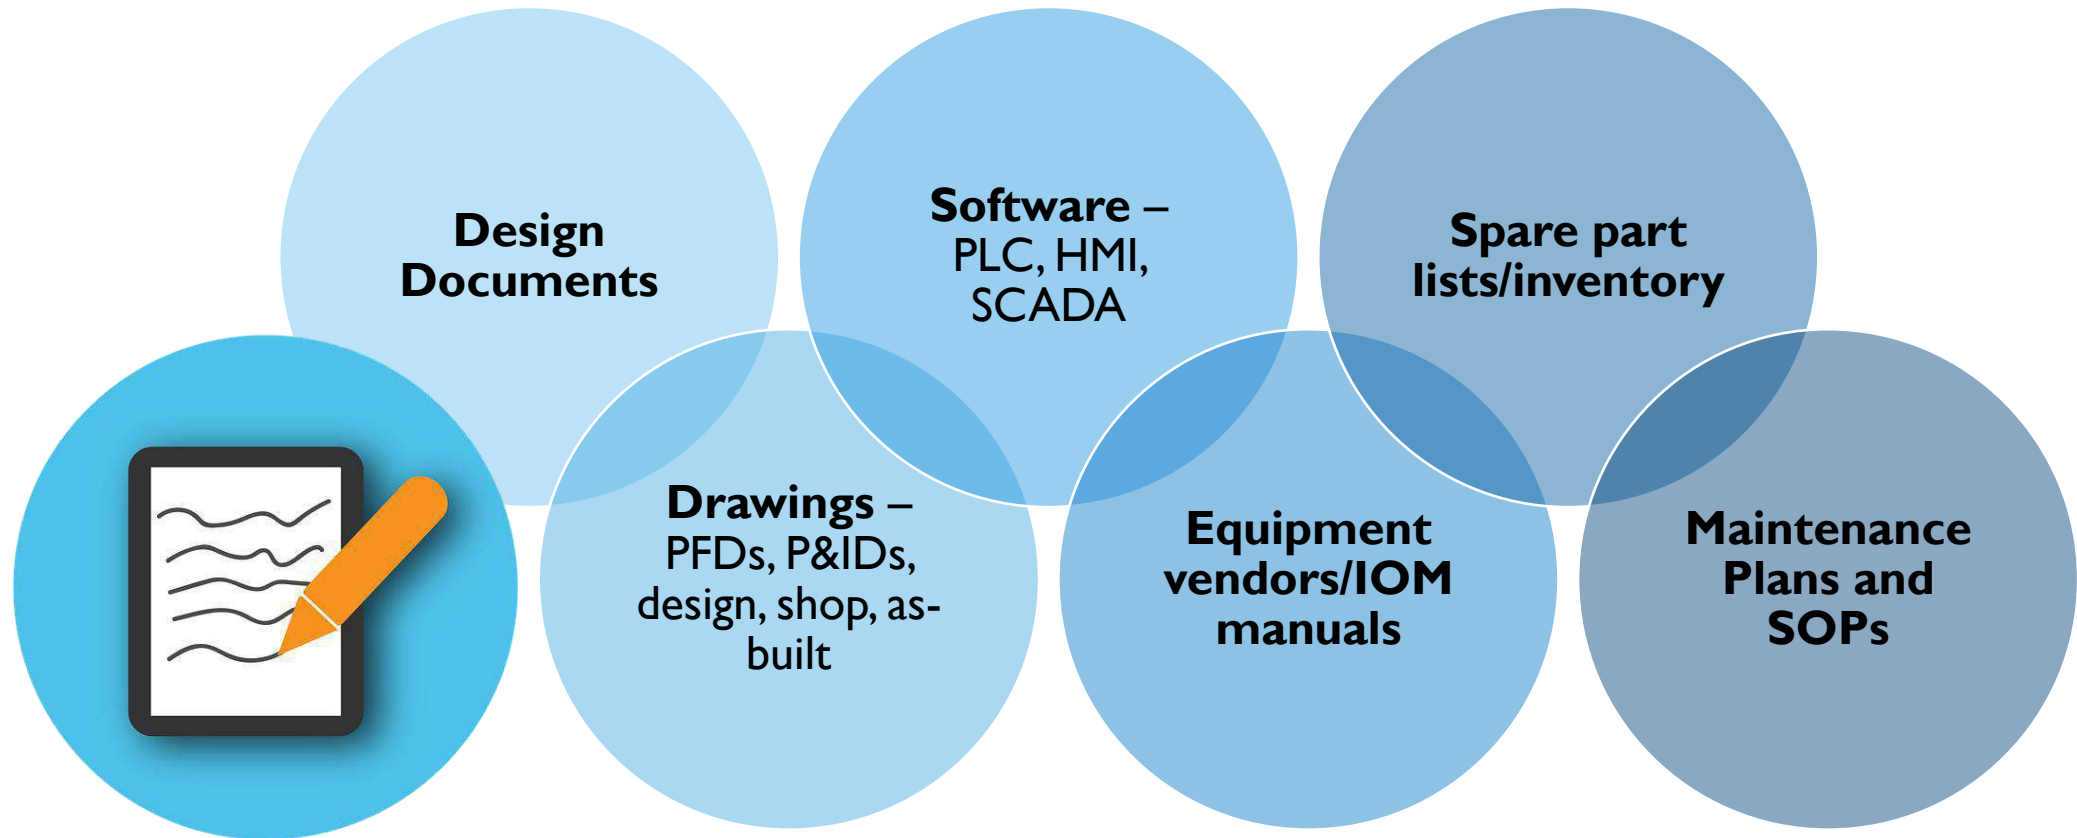 Design
Documents
Drawings –
PFDs, P&IDs,
design, shop, as-
built
Software –
PLC, HMI,
SCADA
Equipment
vendors/IOM
manuals
Spare part
lists/inventory
Maintenance
Plans and
SOPs